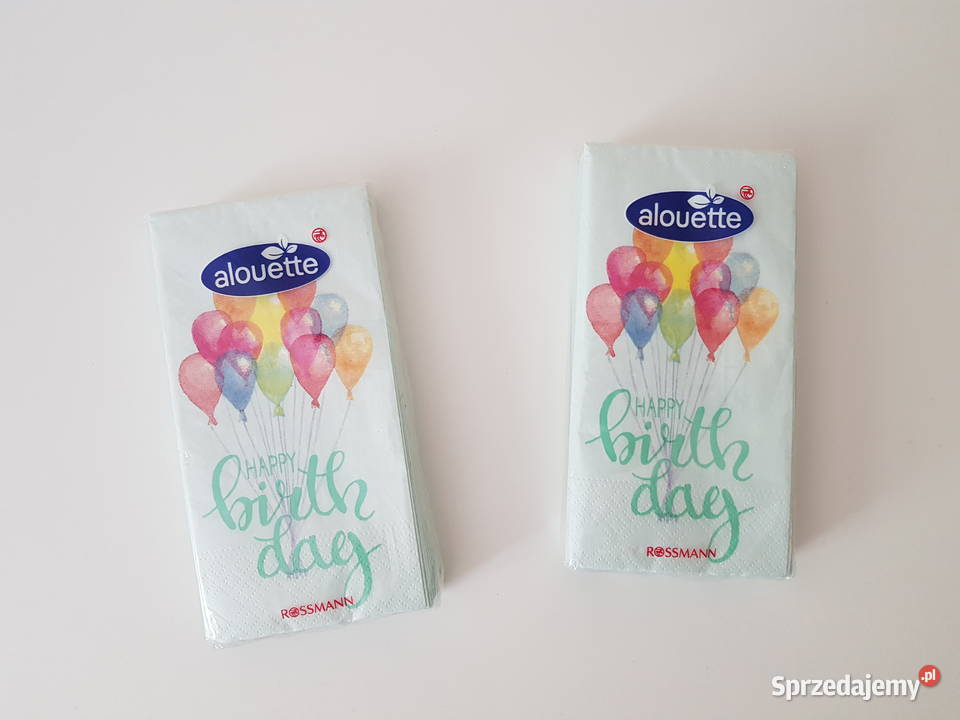 alouette
HAPPY
birth
day
ROSSMANN
alouette
HAPPY
birth
day
ROSSMANN
Sprzedajemy.pl